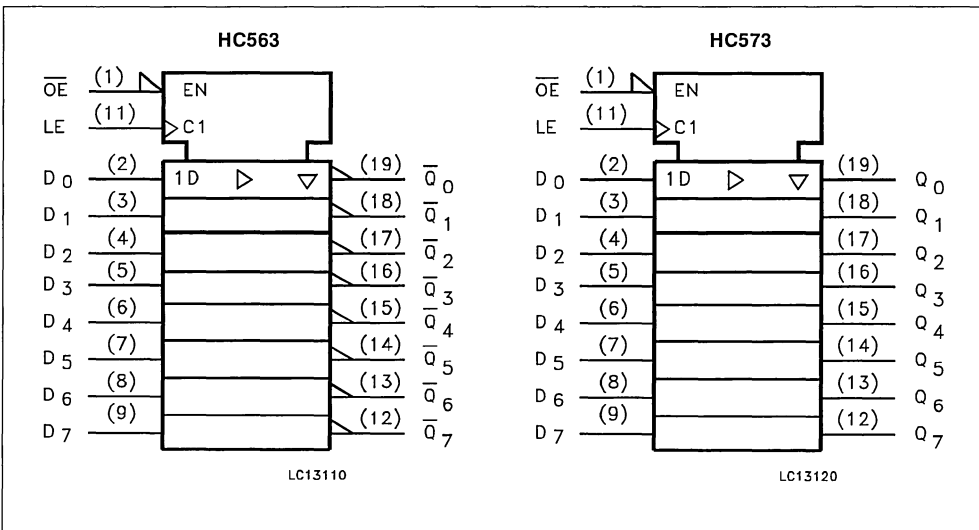 HC563
OE (1) EN
LE (11) C1
D0 (2) 1D (19) Q0
D1 (3) (18) Q1
D2 (4) (17) Q2
D3 (5) (16) Q3
D4 (6) (15) Q4
D5 (7) (14) Q5
D6 (8) (13) Q6
D7 (9) (12) Q7
LC13110
HC573
OE (1) EN
LE (11) C1
D0 (2) 1D (19) Q0
D1 (3) (18) Q1
D2 (4) (17) Q2
D3 (5) (16) Q3
D4 (6) (15) Q4
D5 (7) (14) Q5
D6 (8) (13) Q6
D7 (9) (12) Q7
LC13120